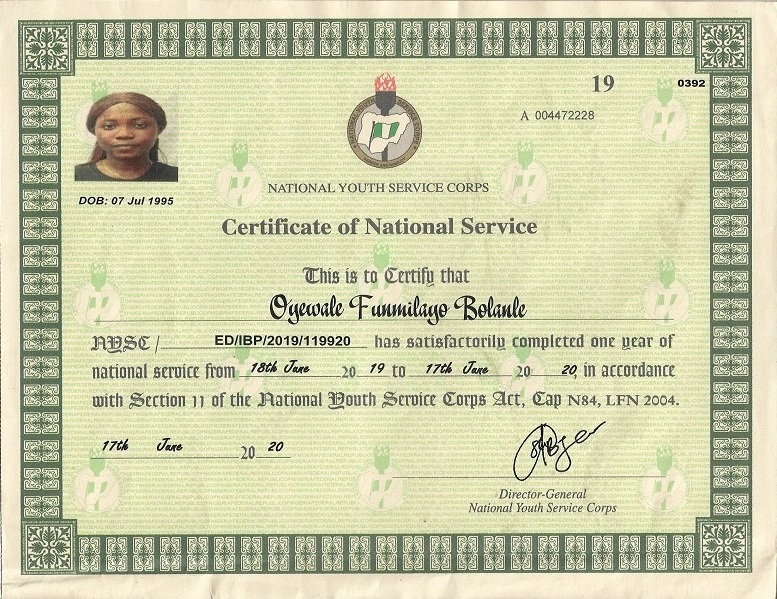 19
0392
A 004472228
DOB: 07 Jul 1995
NATIONAL YOUTH SERVICE CORPS
Certificate of National Service
This is to Certify that
Oyewale Funmilayo Bolanle
NYSC/ ED/IBP/2019/119920 has satisfactorily completed one year of
national service from 18th June 20 19 to 17th June 20 20, in accordance
with Section 11 of the National Youth Service Corps Act, Cap N84, LFN 2004.
17th June 20 20
Director-General
National Youth Service Corps